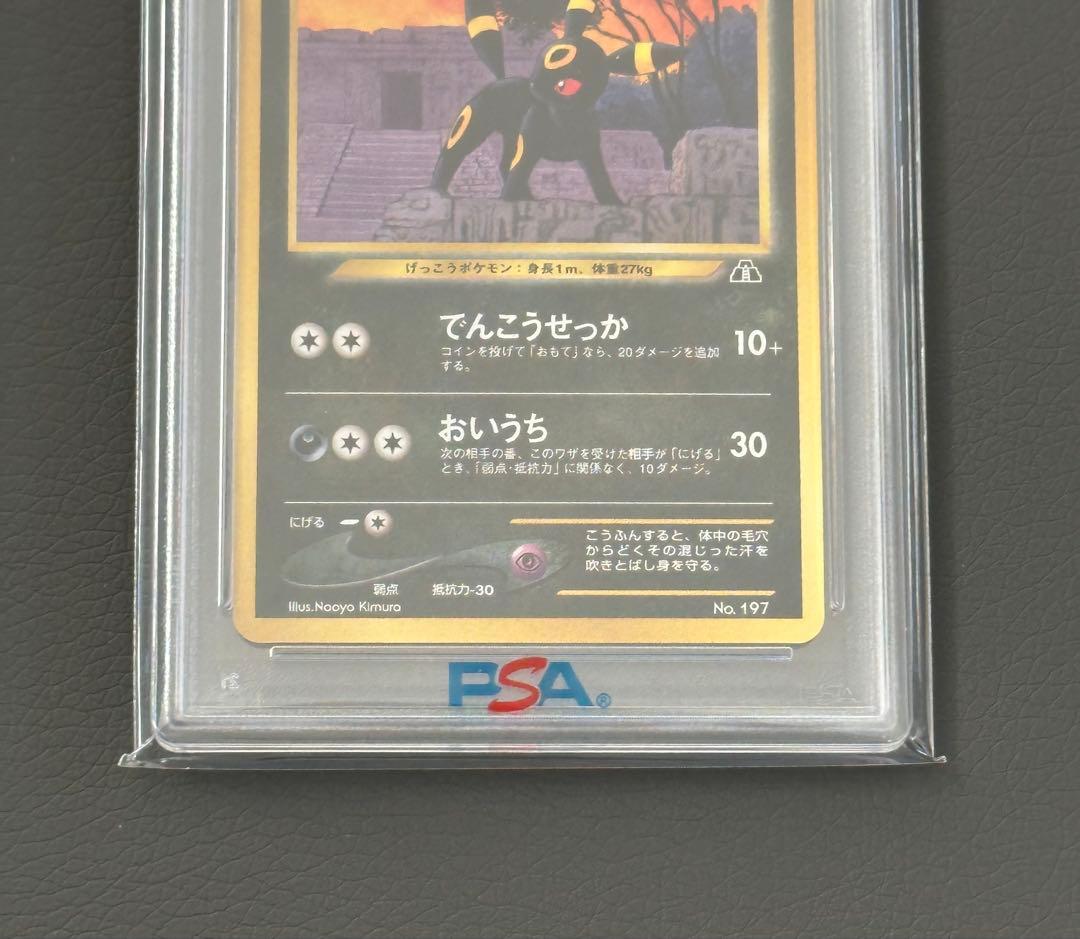 げっこうポケモン：身長1m、体重27kg
でんこうせっか 10+
コインを投げて「おもて」なら、20ダメージを追加
する。
おいうち 30
次の相手の番、このワザを受けた相手が「にげる」
とき、「弱点・抵抗力」に関係なく、10ダメージ。
にげる
こうふんすると、体中の毛穴
からどくその混じった汗を
吹きとばし身を守る。
弱点 抵抗力-30
Illus.Naoyo Kimura
No. 197
PSA®
PSA